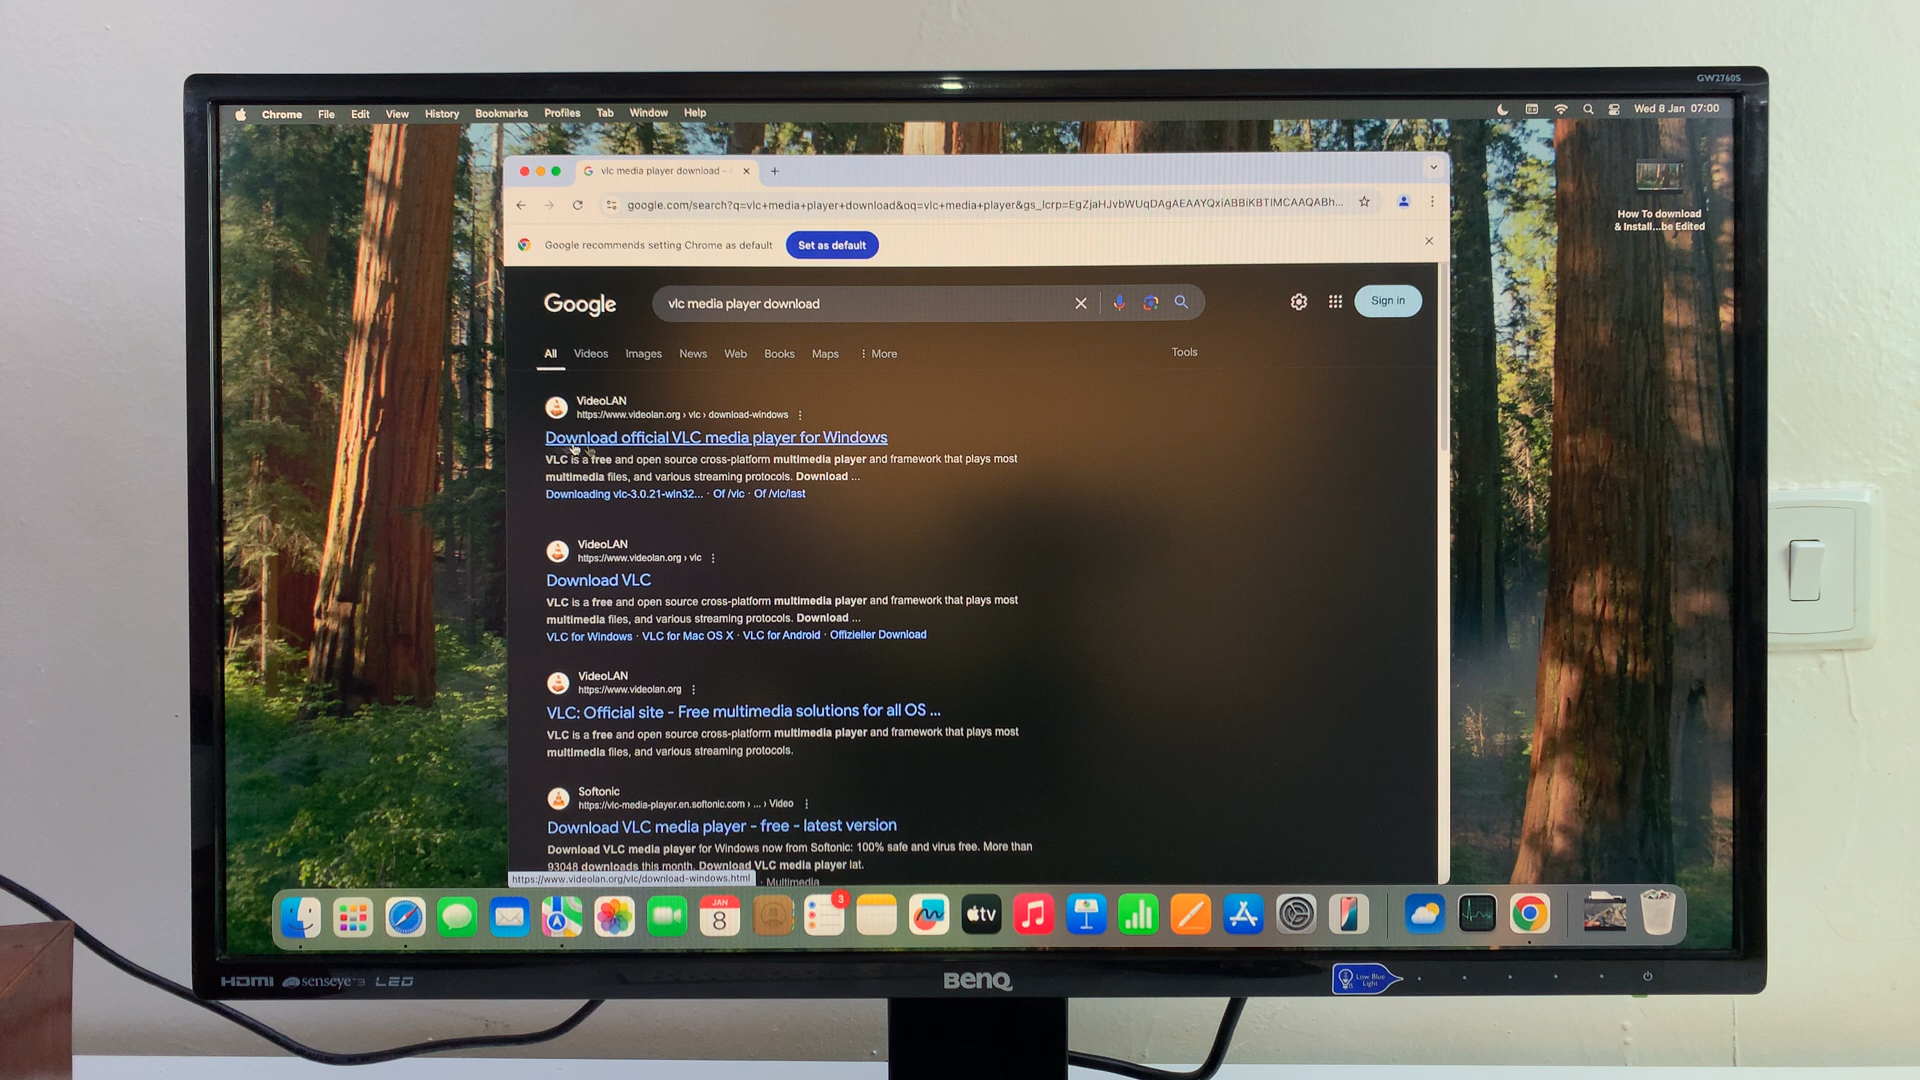 GW2760S
Chrome File Edit View History Bookmarks Profiles Tab Window Help
Wed 8 Jan 07:00
vlc media player download -
google.com/search?q=vlc+media+player+download&oq=vlc+media+player&gs_lcrp=EgZjaHJvbWUqDAgAEAAYQxiABBiKBTIMCAAQABh...
Google recommends setting Chrome as default
Set as default
How To download
& Install...be Edited
Google
vlc media player download
Sign in
All Videos Images News Web Books Maps More
Tools
VideoLAN
https://www.videolan.org › vlc › download-windows
Download official VLC media player for Windows
VLC is a free and open source cross-platform multimedia player and framework that plays most
multimedia files, and various streaming protocols. Download ...
Downloading vlc-3.0.21-win32... · Of /vlc · Of /vlc/last
VideoLAN
https://www.videolan.org › vlc
Download VLC
VLC is a free and open source cross-platform multimedia player and framework that plays most
multimedia files, and various streaming protocols. Download ...
VLC for Windows · VLC for Mac OS X · VLC for Android · Offizieller Download
VideoLAN
https://www.videolan.org
VLC: Official site - Free multimedia solutions for all OS ...
VLC is a free and open source cross-platform multimedia player and framework that plays most
multimedia files, and various streaming protocols.
Softonic
https://vlc-media-player.en.softonic.com › ... › Video
Download VLC media player - free - latest version
Download VLC media player for Windows now from Softonic: 100% safe and virus free. More than
93048 downloads this month. Download VLC media player lat.
https://www.videolan.org/vlc/download-windows.html
· Multimedia
JAN
8
3
tv
HDMI senseye 3 LED
BenQ
Low Blue
Light